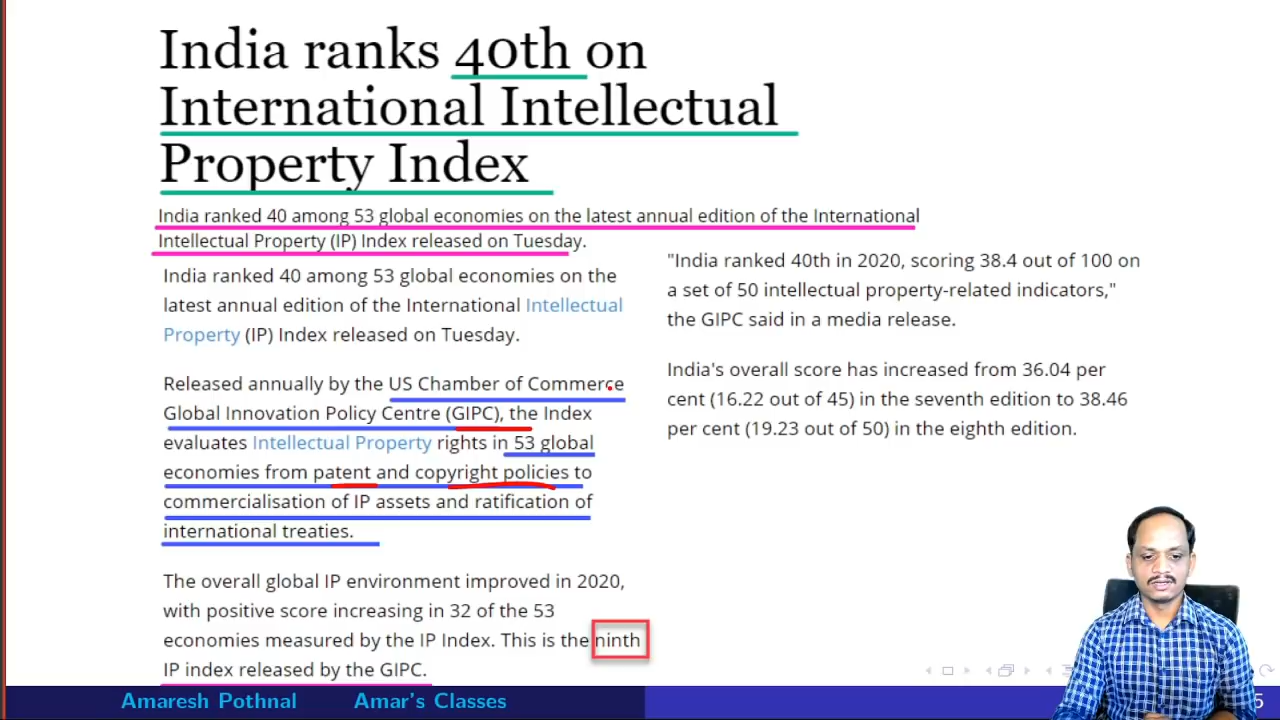 India ranks 40th on
International Intellectual
Property Index
India ranked 40 among 53 global economies on the latest annual edition of the International
Intellectual Property (IP) Index released on Tuesday.
India ranked 40 among 53 global economies on the
latest annual edition of the International Intellectual
Property (IP) Index released on Tuesday.
Released annually by the US Chamber of Commerce
Global Innovation Policy Centre (GIPC), the Index
evaluates Intellectual Property rights in 53 global
economies from patent and copyright policies to
commercialisation of IP assets and ratification of
international treaties.
The overall global IP environment improved in 2020,
with positive score increasing in 32 of the 53
economies measured by the IP Index. This is the ninth
IP index released by the GIPC.
"India ranked 40th in 2020, scoring 38.4 out of 100 on
a set of 50 intellectual property-related indicators,"
the GIPC said in a media release.
India's overall score has increased from 36.04 per
cent (16.22 out of 45) in the seventh edition to 38.46
per cent (19.23 out of 50) in the eighth edition.
Amaresh Pothnal Amar's Classes
5